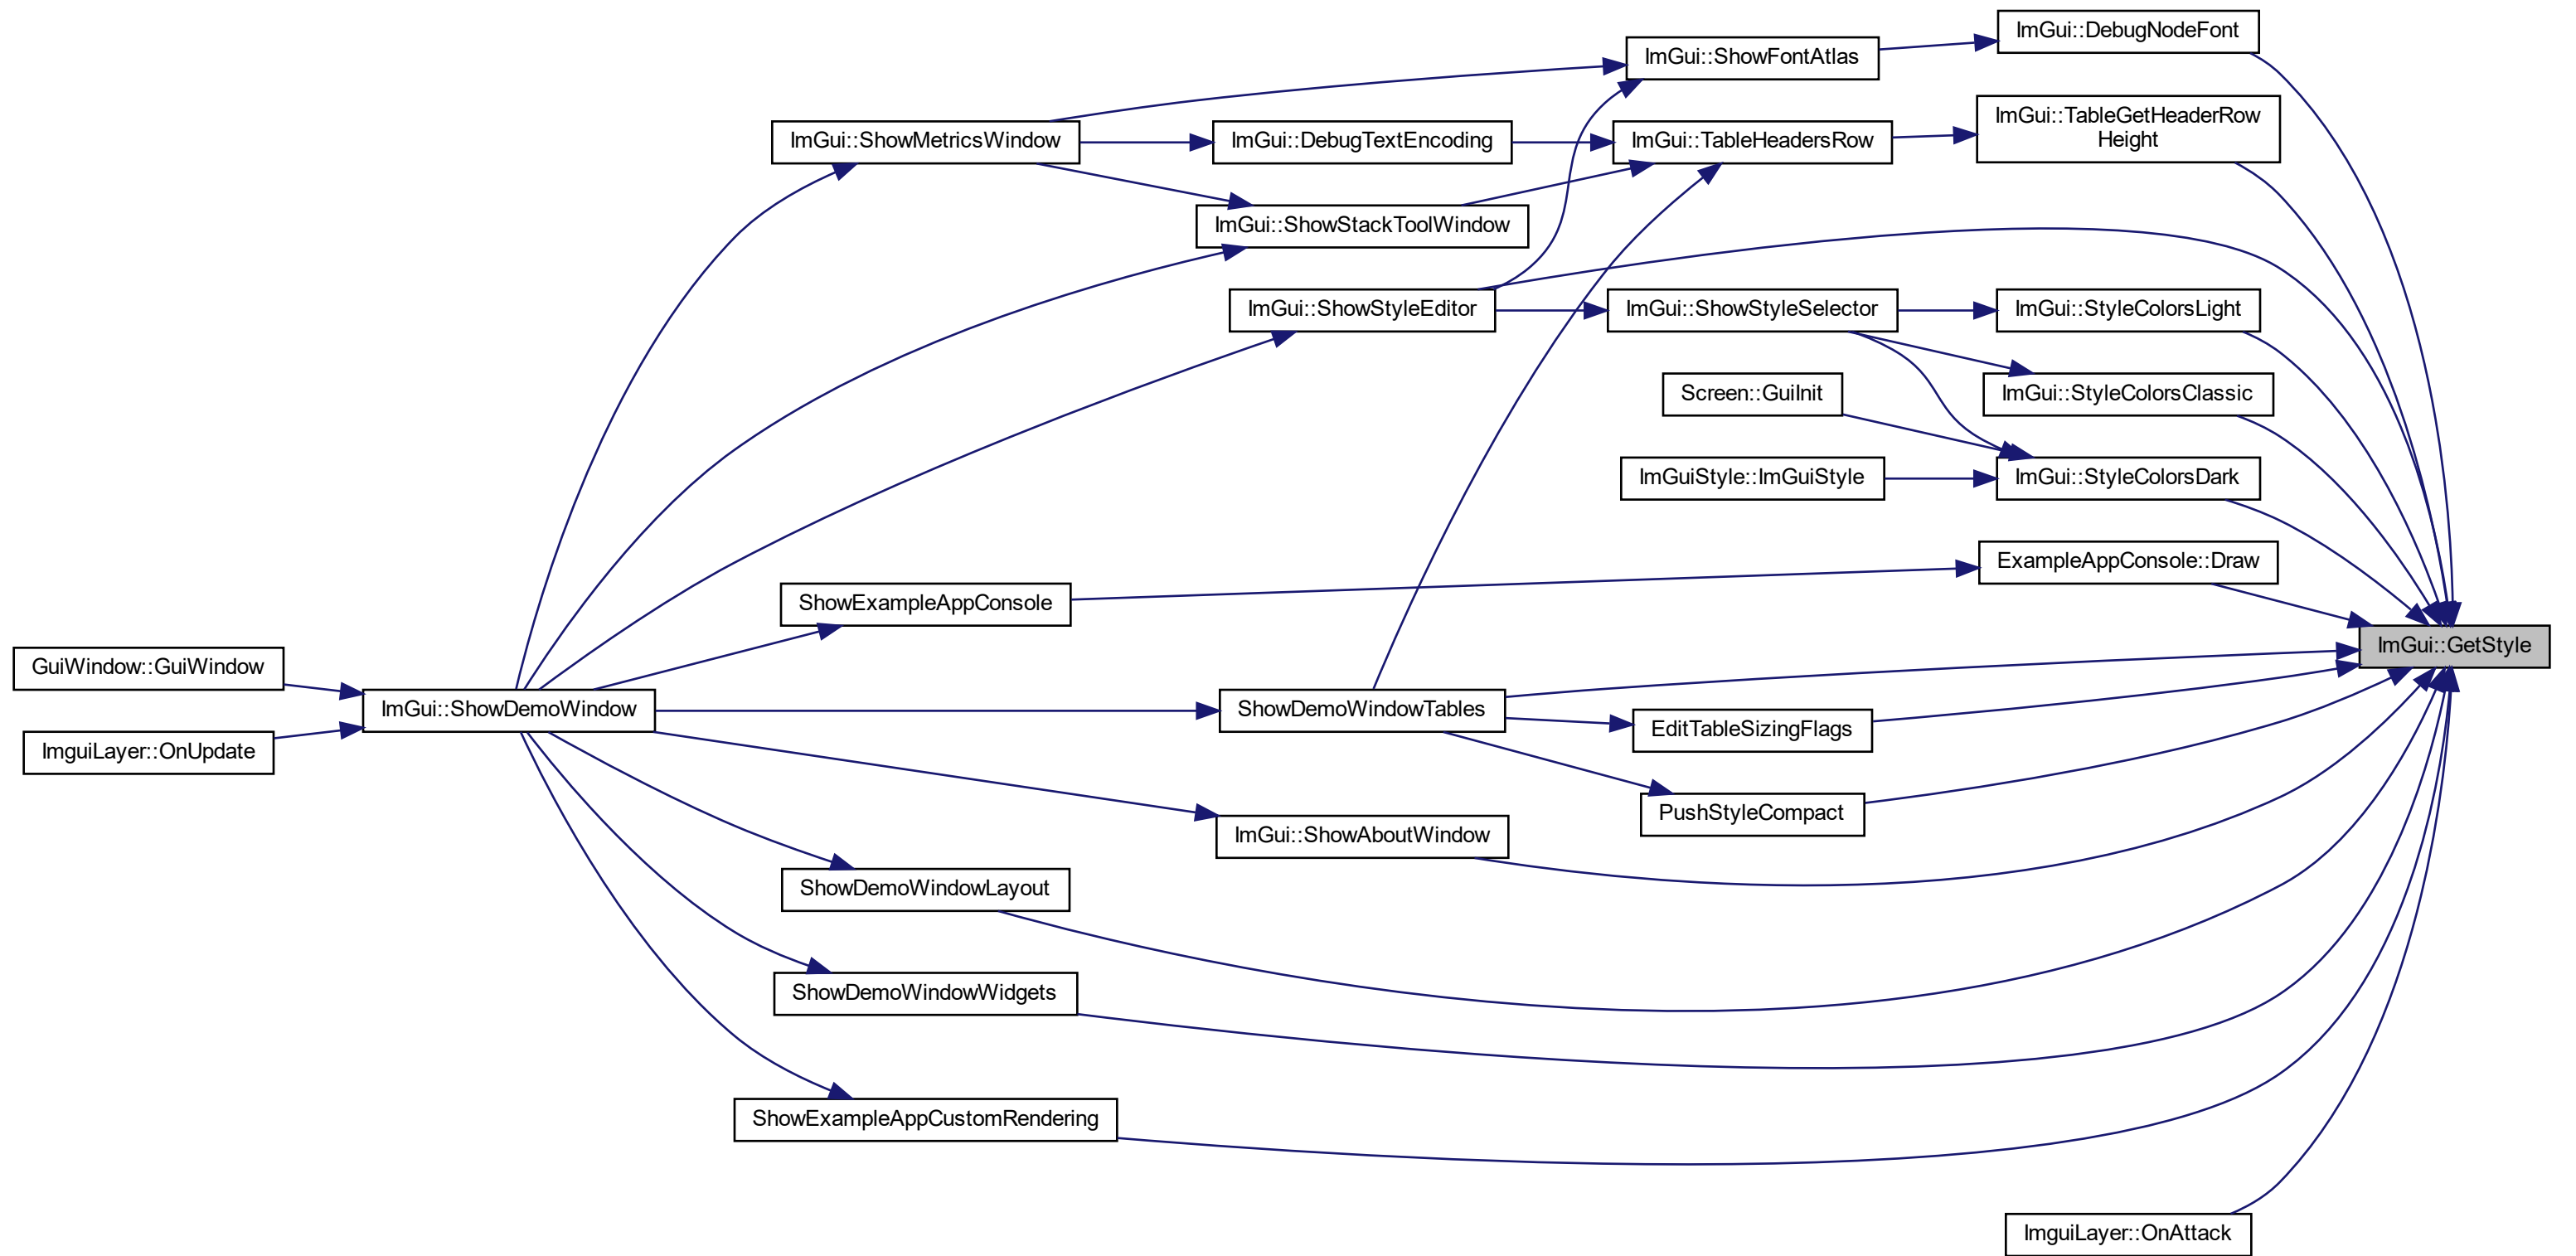 ImGui::DebugNodeFont
ImGui::ShowFontAtlas
ImGui::TableGetHeaderRow
Height
ImGui::ShowMetricsWindow
ImGui::DebugTextEncoding
ImGui::TableHeadersRow
ImGui::ShowStackToolWindow
ImGui::ShowStyleEditor
ImGui::ShowStyleSelector
ImGui::StyleColorsLight
Screen::GuiInit
ImGui::StyleColorsClassic
ImGuiStyle::ImGuiStyle
ImGui::StyleColorsDark
ExampleAppConsole::Draw
ShowExampleAppConsole
ImGui::GetStyle
GuiWindow::GuiWindow
ImGui::ShowDemoWindow
ShowDemoWindowTables
EditTableSizingFlags
ImguiLayer::OnUpdate
PushStyleCompact
ImGui::ShowAboutWindow
ShowDemoWindowLayout
ShowDemoWindowWidgets
ShowExampleAppCustomRendering
ImguiLayer::OnAttack